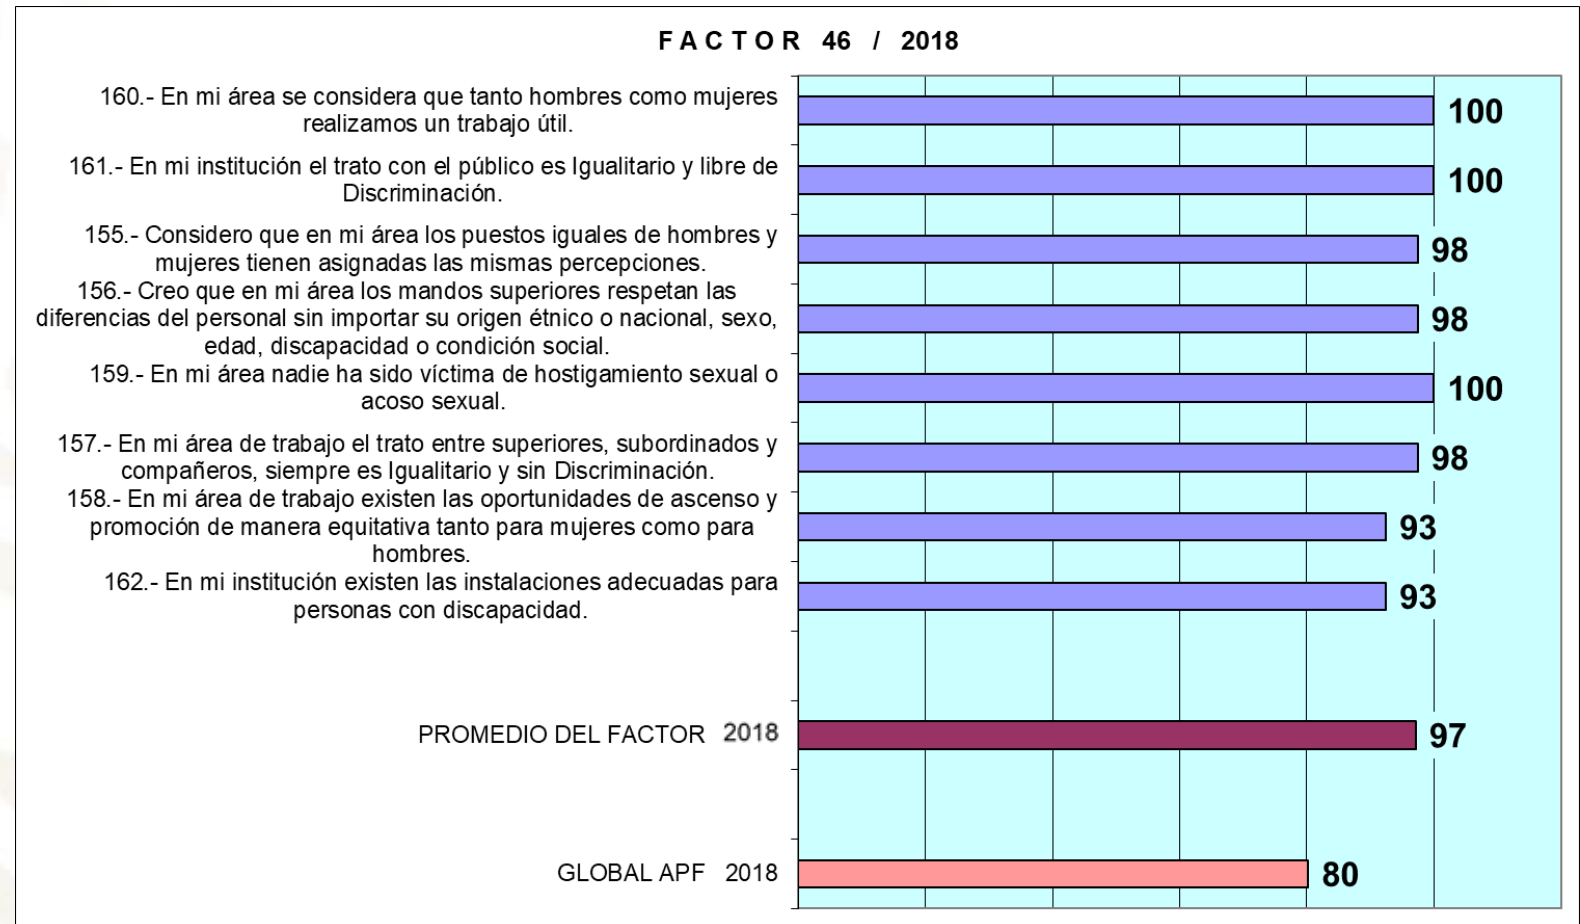 FACTOR 46 / 2018
160.- En mi área se considera que tanto hombres como mujeres
realizamos un trabajo útil.
100
161.- En mi institución el trato con el público es Igualitario y libre de
Discriminación.
100
155.- Considero que en mi área los puestos iguales de hombres y
mujeres tienen asignadas las mismas percepciones.
98
156.- Creo que en mi área los mandos superiores respetan las
diferencias del personal sin importar su origen étnico o nacional, sexo,
edad, discapacidad o condición social.
98
159.- En mi área nadie ha sido víctima de hostigamiento sexual o
acoso sexual.
100
157.- En mi área de trabajo el trato entre superiores, subordinados y
compañeros, siempre es Igualitario y sin Discriminación.
98
158.- En mi área de trabajo existen las oportunidades de ascenso y
promoción de manera equitativa tanto para mujeres como para
hombres.
93
162.- En mi institución existen las instalaciones adecuadas para
personas con discapacidad.
93
PROMEDIO DEL FACTOR 2018
97
GLOBAL APF 2018
80